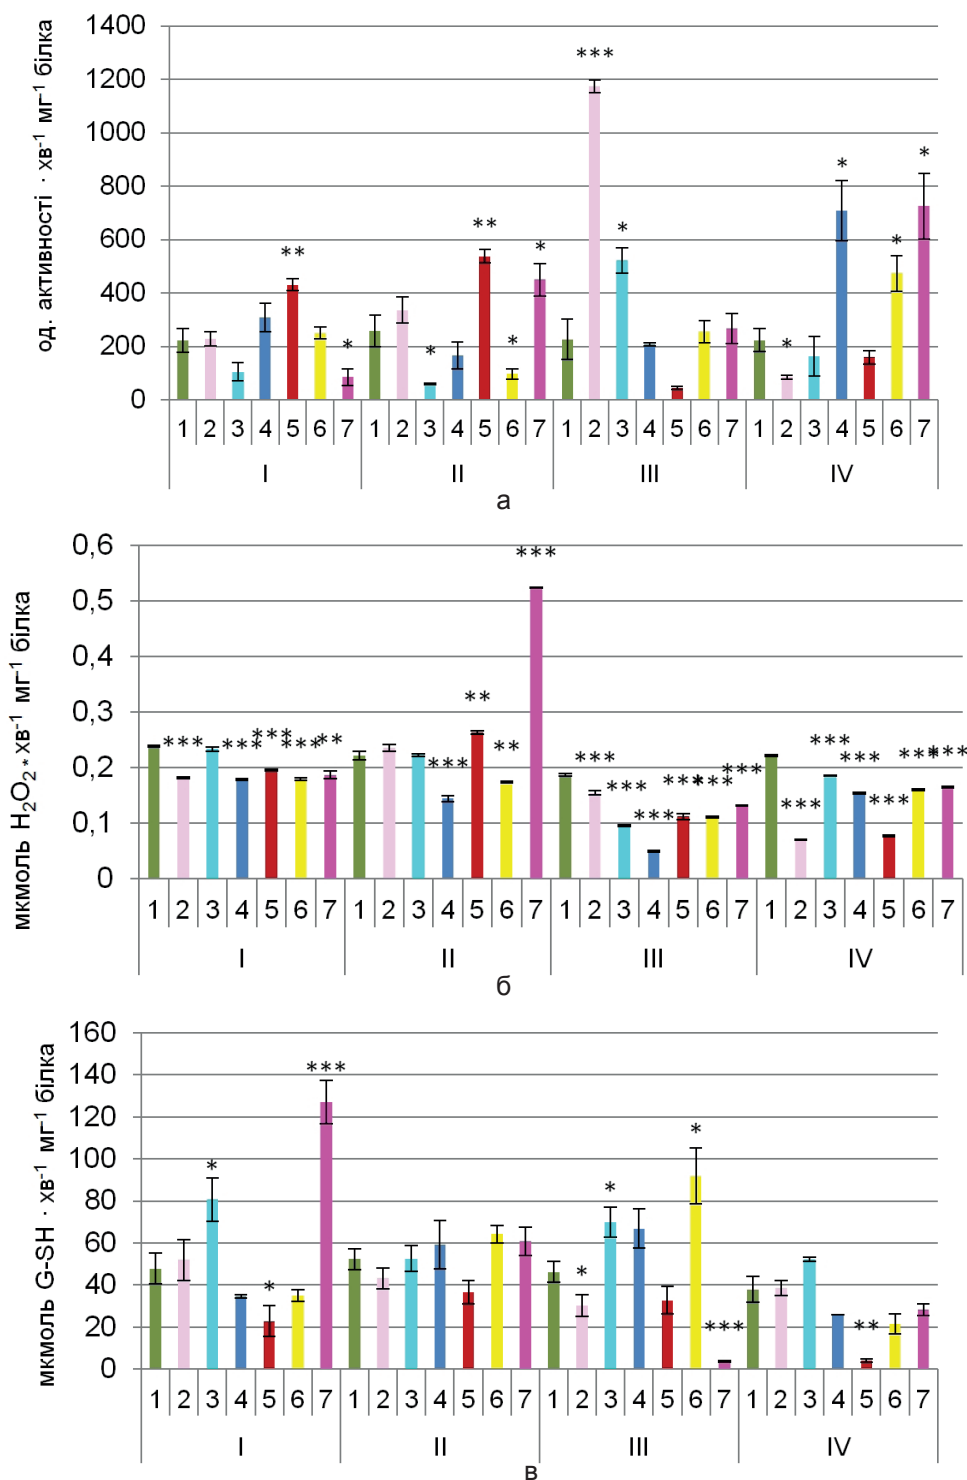 од. активності · хв⁻¹ мг⁻¹ білка
1400
1200
1000
800
600
400
200
0
** * * ** * * *** * * * * *
1 2 3 4 5 6 7 1 2 3 4 5 6 7 1 2 3 4 5 6 7 1 2 3 4 5 6 7
I II III IV
а
мкмоль H₂O₂ * хв⁻¹ мг⁻¹ білка
0,6
0,5
0,4
0,3
0,2
0,1
0
*** *** *** *** ** *** ** ** *** *** *** *** *** *** *** *** *** *** *** *** ***
1 2 3 4 5 6 7 1 2 3 4 5 6 7 1 2 3 4 5 6 7 1 2 3 4 5 6 7
I II III IV
б
мкмоль G-SH · хв⁻¹ мг⁻¹ білка
160
140
120
100
80
60
40
20
0
* * *** * * * *** **
1 2 3 4 5 6 7 1 2 3 4 5 6 7 1 2 3 4 5 6 7 1 2 3 4 5 6 7
I II III IV
в